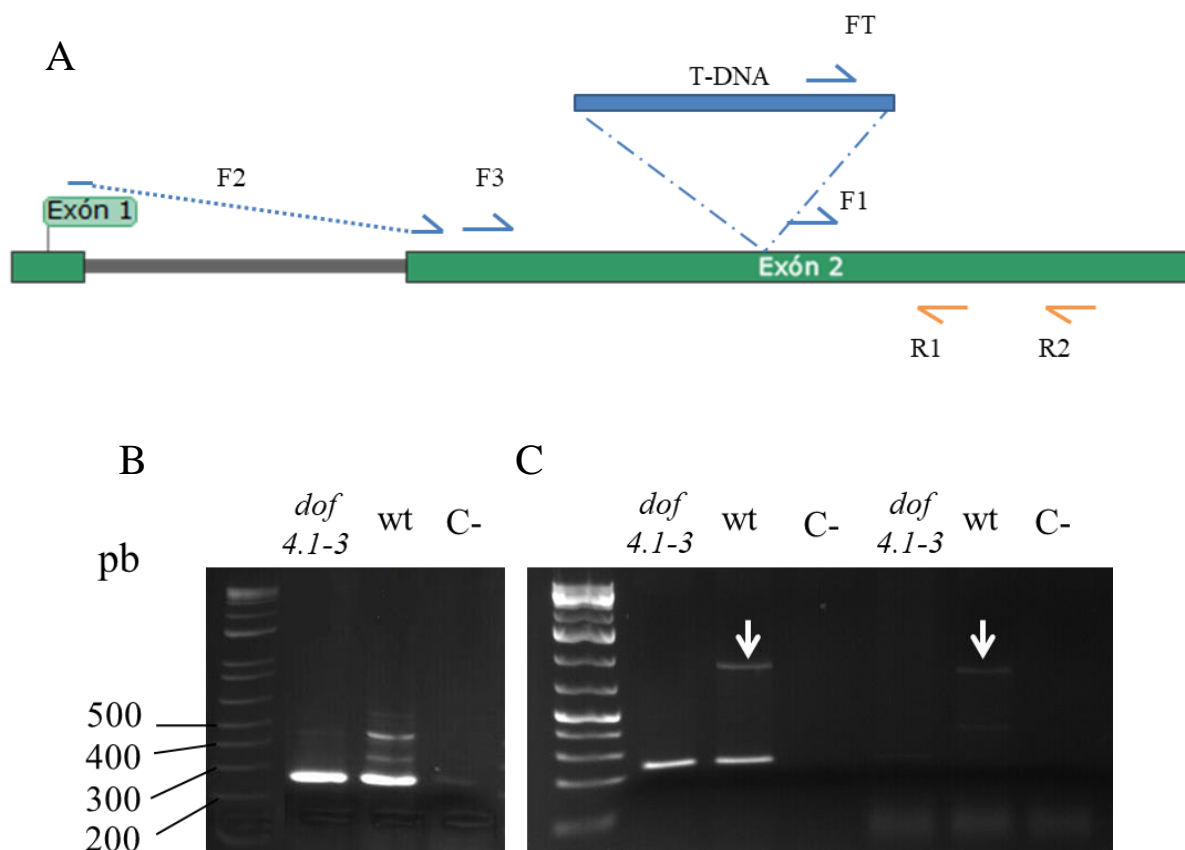 A
FT
T-DNA
F2
F3
F1
Exón 1
Exón 2
R1
R2
B
C
dof
4.1-3
wt
C-
dof
4.1-3
wt
C-
dof
4.1-3
wt
C-
pb
500
400
300
200